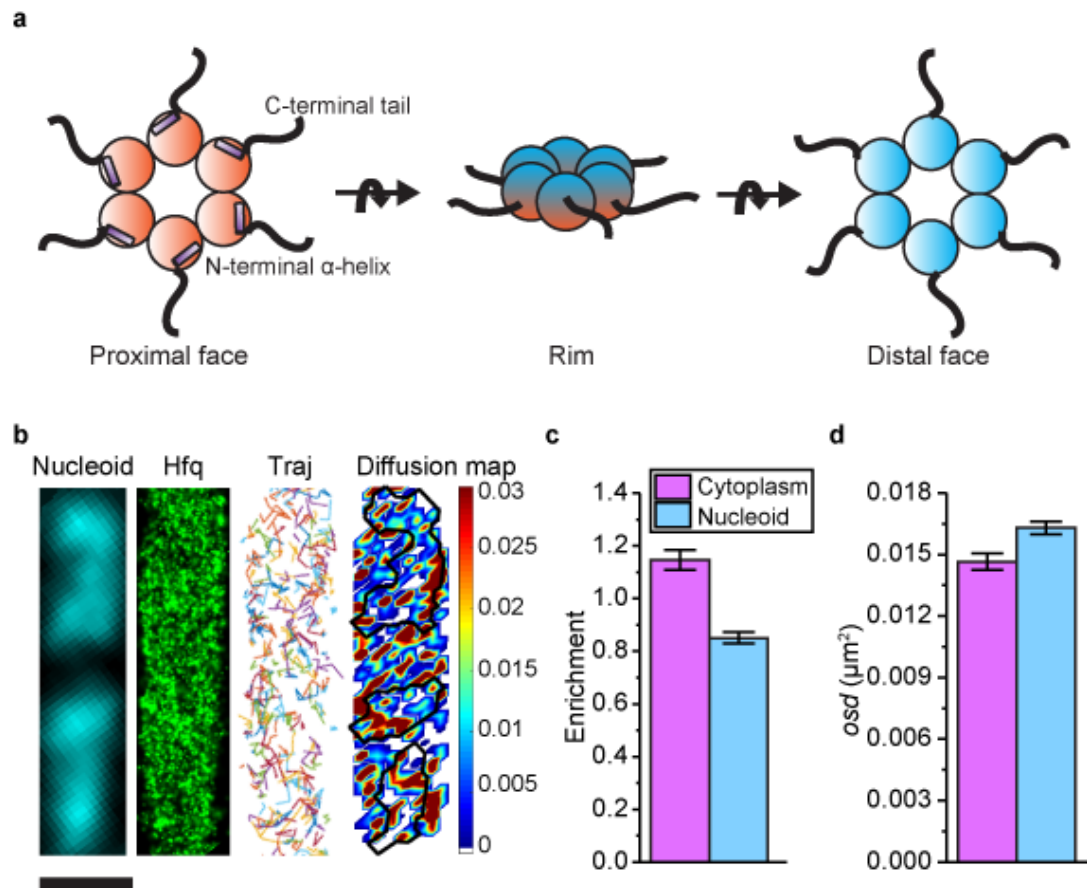 a
C-terminal tail
N-terminal α-helix
Proximal face
Rim
Distal face
b
Nucleoid
Hfq
Traj
Diffusion map
0.03
0.025
0.02
0.015
0.01
0.005
0
c
Cytoplasm
Nucleoid
Enrichment
1.4
1.2
1.0
0.8
0.6
0.4
0.2
0.0
d
osd (μm²)
0.018
0.015
0.018
0.009
0.006
0.003
0.000